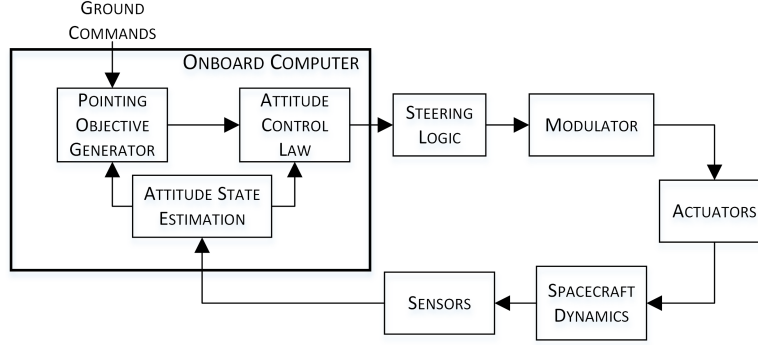 GROUND
COMMANDS
ONBOARD COMPUTER
POINTING
OBJECTIVE
GENERATOR
ATTITUDE
CONTROL
LAW
STEERING
LOGIC
MODULATOR
ATTITUDE STATE
ESTIMATION
ACTUATORS
SENSORS
SPACECRAFT
DYNAMICS